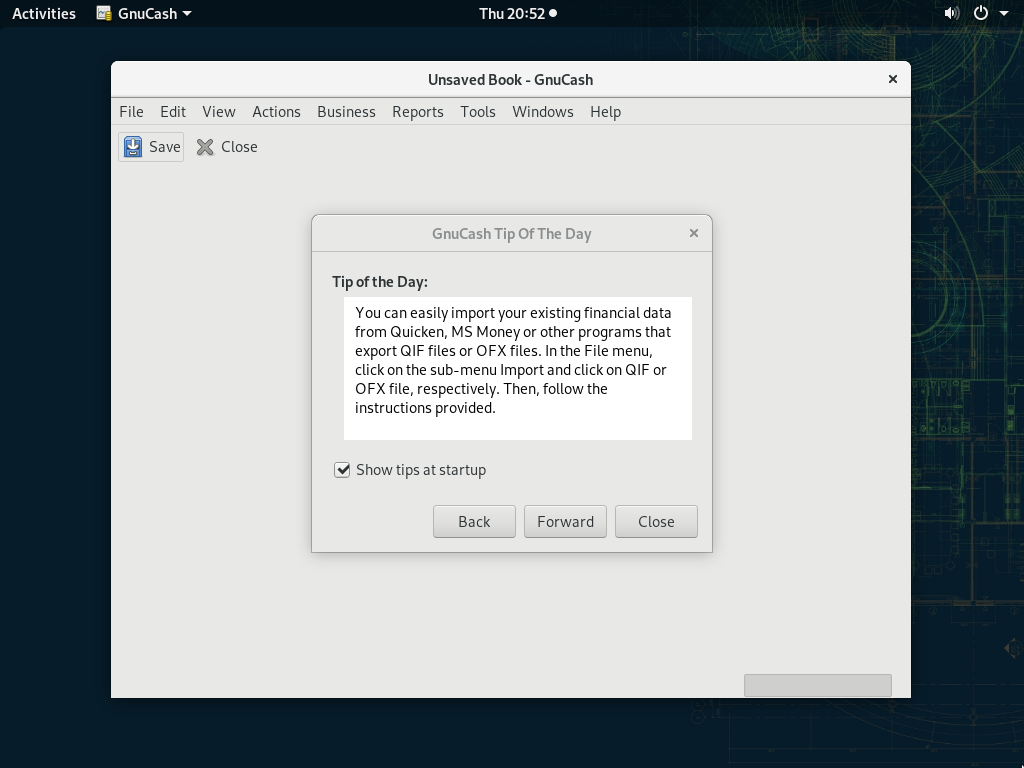 Activities GnuCash Thu 20:52
Unsaved Book - GnuCash
File Edit View Actions Business Reports Tools Windows Help
Save Close
GnuCash Tip Of The Day
Tip of the Day:
You can easily import your existing financial data
from Quicken, MS Money or other programs that
export QIF files or OFX files. In the File menu,
click on the sub-menu Import and click on QIF or
OFX file, respectively. Then, follow the
instructions provided.
Show tips at startup
Back Forward Close